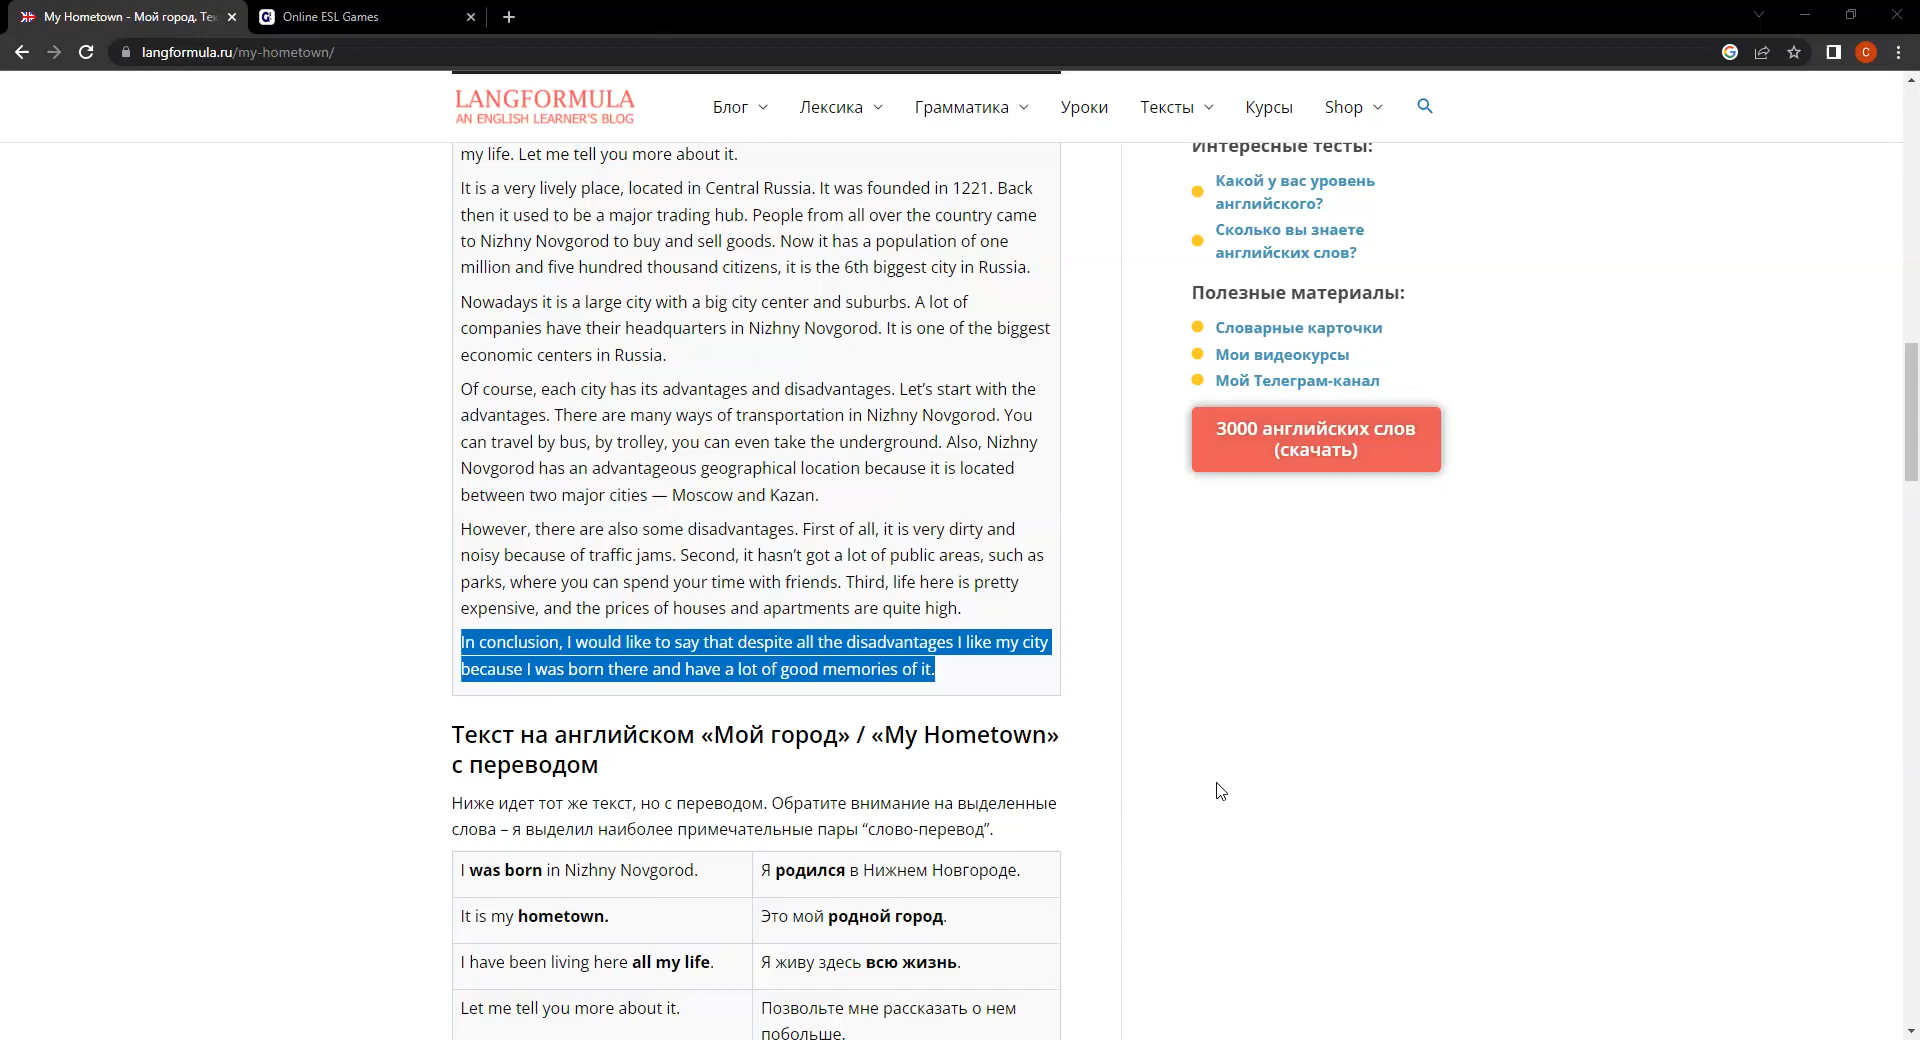 My Hometown - Мой город, Тек
Online ESL Games
langformula.ru/my-hometown/
C
LANGFORMULA
AN ENGLISH LEARNER'S BLOG
Блог
Лексика
Грамматика
Уроки
Тексты
Курсы
Shop
my life. Let me tell you more about it.
It is a very lively place, located in Central Russia. It was founded in 1221. Back
then it used to be a major trading hub. People from all over the country came
to Nizhny Novgorod to buy and sell goods. Now it has a population of one
million and five hundred thousand citizens, it is the 6th biggest city in Russia.
Nowadays it is a large city with a big city center and suburbs. A lot of
companies have their headquarters in Nizhny Novgorod. It is one of the biggest
economic centers in Russia.
Of course, each city has its advantages and disadvantages. Let’s start with the
advantages. There are many ways of transportation in Nizhny Novgorod. You
can travel by bus, by trolley, you can even take the underground. Also, Nizhny
Novgorod has an advantageous geographical location because it is located
between two major cities — Moscow and Kazan.
However, there are also some disadvantages. First of all, it is very dirty and
noisy because of traffic jams. Second, it hasn’t got a lot of public areas, such as
parks, where you can spend your time with friends. Third, life here is pretty
expensive, and the prices of houses and apartments are quite high.
In conclusion, I would like to say that despite all the disadvantages I like my city
because I was born there and have a lot of good memories of it.
Текст на английском «Мой город» / «My Hometown»
с переводом
Ниже идет тот же текст, но с переводом. Обратите внимание на выделенные
слова – я выделил наиболее примечательные пары “слово-перевод”.
I was born in Nizhny Novgorod.
Я родился в Нижнем Новгороде.
It is my hometown.
Это мой родной город.
I have been living here all my life.
Я живу здесь всю жизнь.
Let me tell you more about it.
Позвольте мне рассказать о нем
побольше.
Интересные тесты:
Какой у вас уровень
английского?
Сколько вы знаете
английских слов?
Полезные материалы:
Словарные карточки
Мои видеокурсы
Мой Телеграм-канал
3000 английских слов
(скачать)